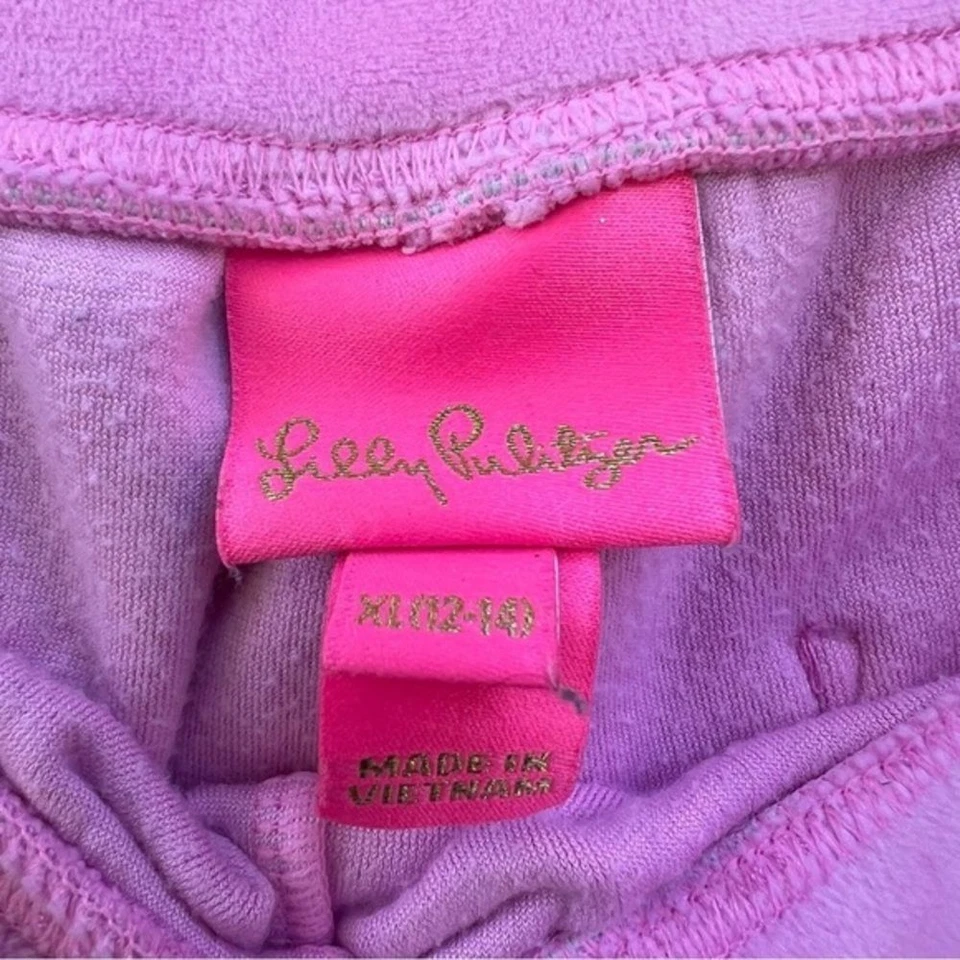 Lilly Pulitzer
XL (12-14)
MADE IN
VIETNAM